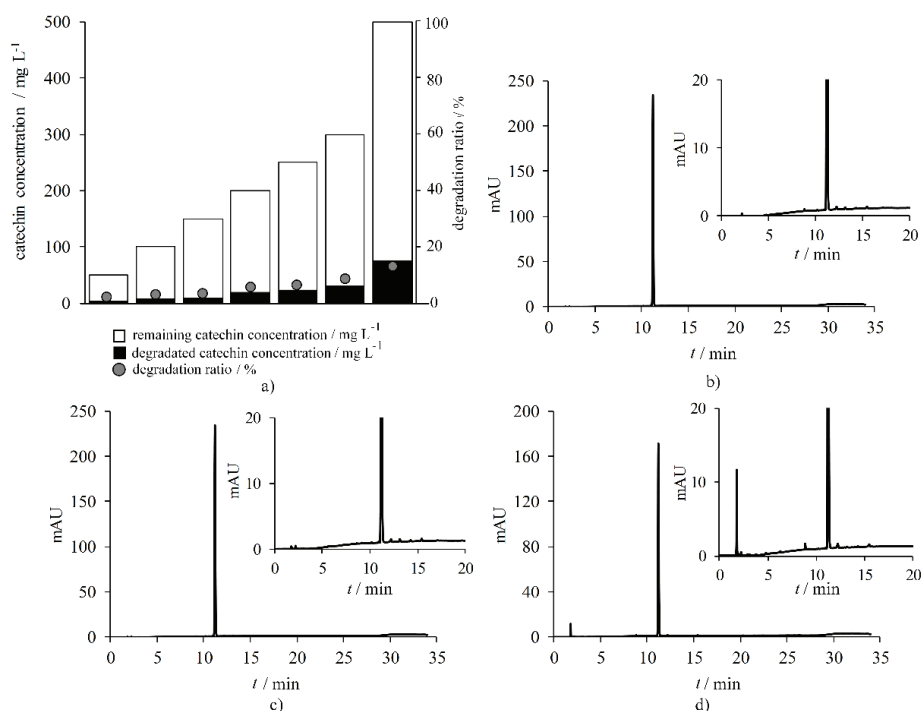 catechin concentration / mg L⁻¹
500
400
300
200
100
0
100
80
60
40
20
0
degradation ratio / %
remaining catechin concentration / mg L⁻¹
degraded catechin concentration / mg L⁻¹
degradation ratio / %
a)
mAU
250
200
150
100
50
0
0 5 10 15 20 25 30 35
t / min
mAU
20
10
0
0 5 10 15 20
t / min
b)
mAU
250
200
150
100
50
0
0 5 10 15 20 25 30 35
t / min
mAU
20
10
0
0 5 10 15 20
t / min
c)
mAU
200
160
120
80
40
0
0 5 10 15 20 25 30 35
t / min
mAU
20
10
0
0 5 10 15 20
t / min
d)